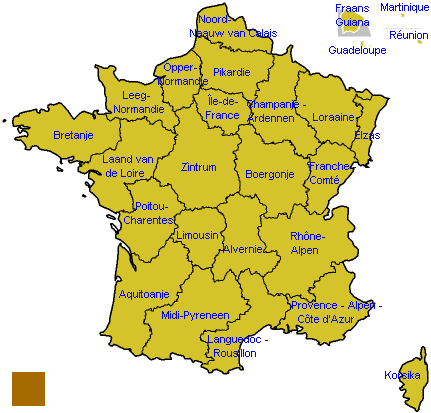 Fraans
Guiana
Martinique
Réunion
Guadeloupe
Noord-
Naauw van Calais
Opper-
Normandie
Pikardie
Leeg-
Normandie
Île-de-
France
Champanje -
Ardennen
Loraaine
Elzas
Bretanje
Laand van
de Loire
Zintrum
Boergonje
Franche-
Comté
Poitou-
Charentes
Limousin
Alvernie
Rhône-
Alpen
Aquitoanje
Midi-Pyreneen
Languedoc -
Rousillon
Provence - Alpen -
Côte d'Azur
Korsika